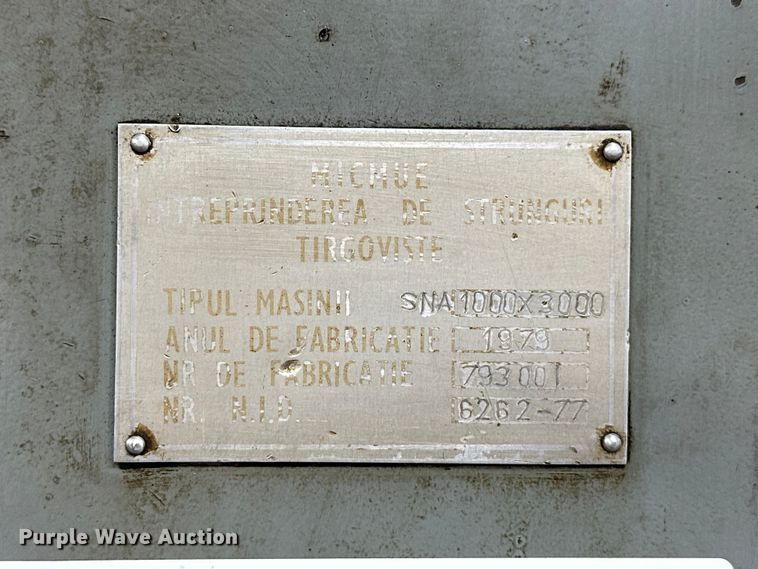 MICMUE
INTREPRINDEREA DE STRUNGURI
TIRGOVISTE
TIPUL MASINII SNA 1000X3000
ANUL DE FABRICATIE 1979
NR DE FABRICATIE 793001
NR. N.I.D. 6262-77
Purple Wave Auction